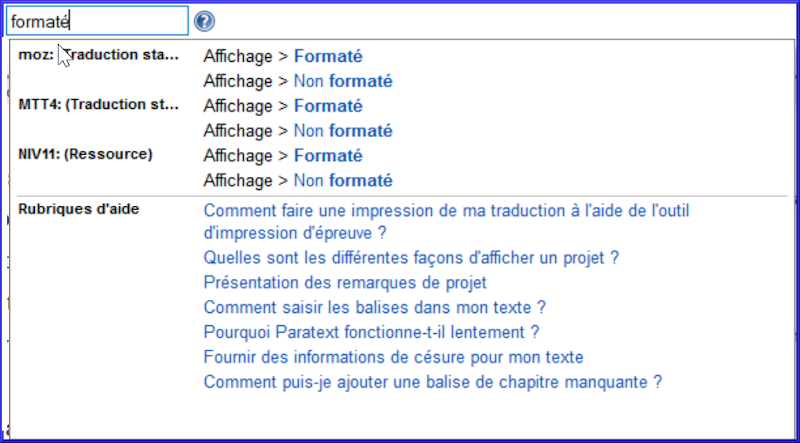 formaté
moz: Traduction sta... Affichage > Formaté
Affichage > Non formaté
MTT4: (Traduction st... Affichage > Formaté
Affichage > Non formaté
NIV11: (Ressource) Affichage > Formaté
Affichage > Non formaté
Rubriques d'aide Comment faire une impression de ma traduction à l'aide de l'outil
d'impression d'épreuve ?
Quelles sont les différentes façons d'afficher un projet ?
Présentation des remarques de projet
Comment saisir les balises dans mon texte ?
Pourquoi Paratext fonctionne-t-il lentement ?
Fournir des informations de césure pour mon texte
Comment puis-je ajouter une balise de chapitre manquante ?